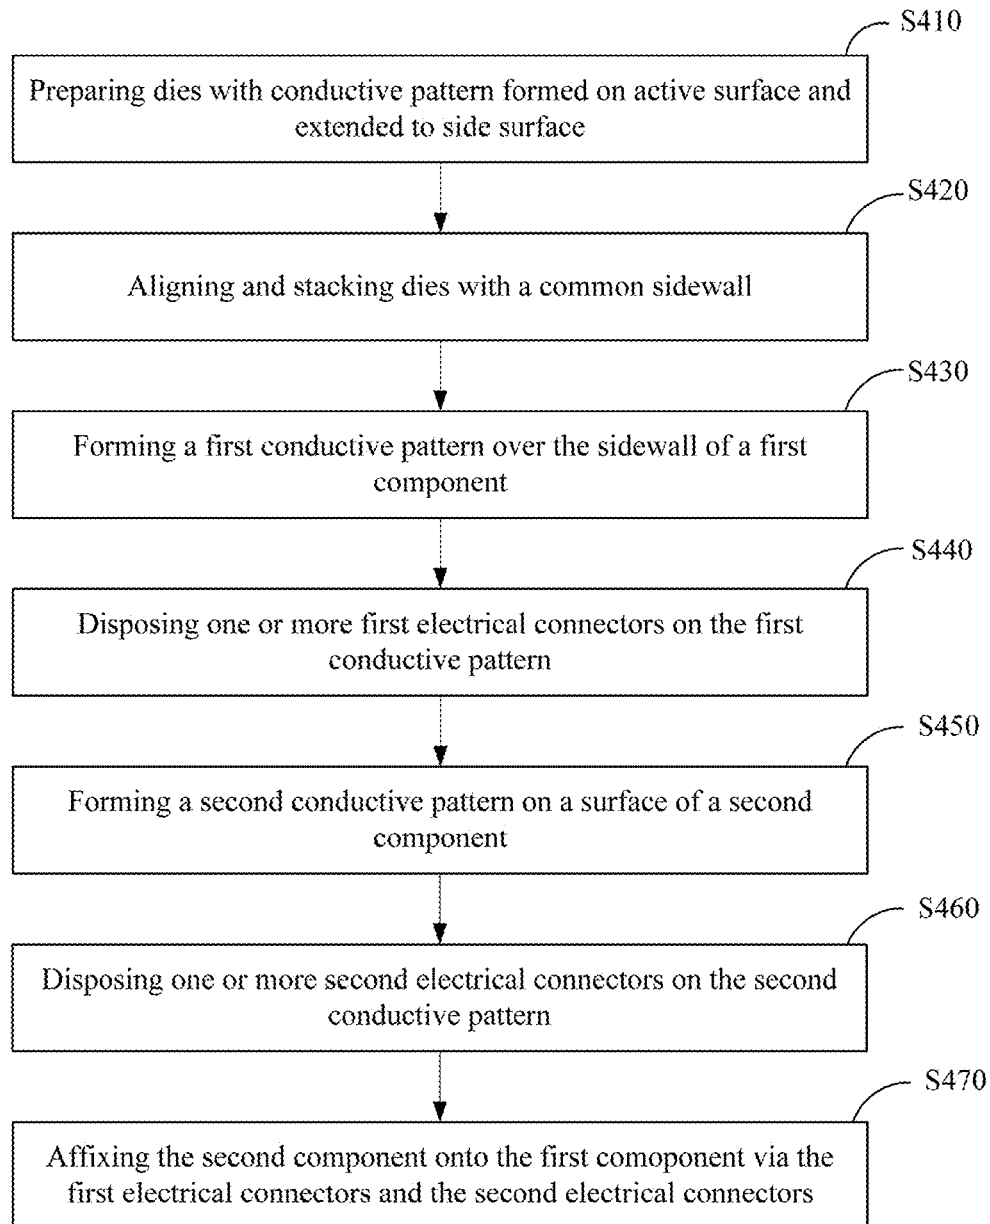 S410
Preparing dies with conductive pattern formed on active surface and
extended to side surface
S420
Aligning and stacking dies with a common sidewall
S430
Forming a first conductive pattern over the sidewall of a first
component
S440
Disposing one or more first electrical connectors on the first
conductive pattern
S450
Forming a second conductive pattern on a surface of a second
component
S460
Disposing one or more second electrical connectors on the second
conductive pattern
S470
Affixing the second component onto the first comoponent via the
first electrical connectors and the second electrical connectors